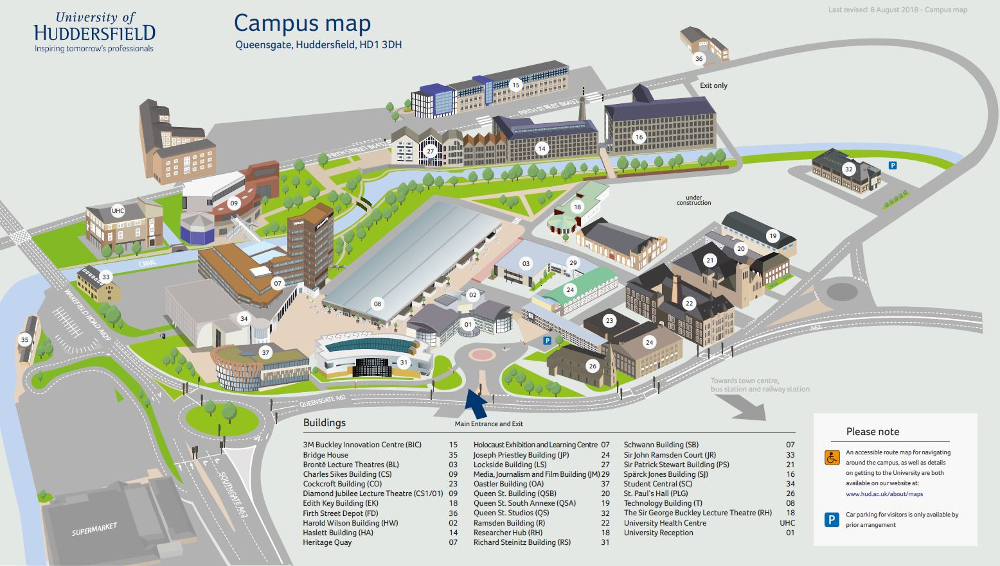 Last revised: 8 August 2018 – Campus map
University of
HUDDERSFIELD
Inspiring tomorrow's professionals
Campus map
Queensgate, Huddersfield, HD1 3DH
36
Exit only
15
FIRTH STREET B6432
16
14
27
FIRTH STREET B6432
32
P
UHC
09
18
under
construction
19
20
21
03
29
CANAL
33
07
24
02
08
22
WAKEFIELD ROAD A629
34
01
23
35
A62
P
24
37
31
26
Towards town centre,
bus station and railway station
QUEENSGATE A62
Main Entrance and Exit
SOUTHGATE A62
SUPERMARKET
Buildings
3M Buckley Innovation Centre (BIC) 15
Bridge House 35
Brontë Lecture Theatres (BL) 03
Charles Sikes Building (CS) 09
Cockcroft Building (CO) 23
Diamond Jubilee Lecture Theatre (CS1/01) 09
Edith Key Building (EK) 18
Firth Street Depot (FD) 36
Harold Wilson Building (HW) 02
Haslett Building (HA) 14
Heritage Quay 07
Holocaust Exhibition and Learning Centre 07
Joseph Priestley Building (JP) 24
Lockside Building (LS) 27
Media, Journalism and Film Building (JM) 29
Oastler Building (OA) 37
Queen St. Building (QSB) 20
Queen St. South Annexe (QSA) 19
Queen St. Studios (QS) 32
Ramsden Building (R) 22
Researcher Hub (RH) 18
Richard Steinitz Building (RS) 31
Schwann Building (SB) 07
Sir John Ramsden Court (JR) 33
Sir Patrick Stewart Building (PS) 21
Spärck Jones Building (SJ) 16
Student Central (SC) 34
St. Paul's Hall (PLG) 26
Technology Building (T) 08
The Sir George Buckley Lecture Theatre (RH) 18
University Health Centre UHC
University Reception 01
Please note
An accessible route map for navigating
around the campus, as well as details
on getting to the University are both
available on our website at:
www.hud.ac.uk/about/maps
P
Car parking for visitors is only available by
prior arrangement